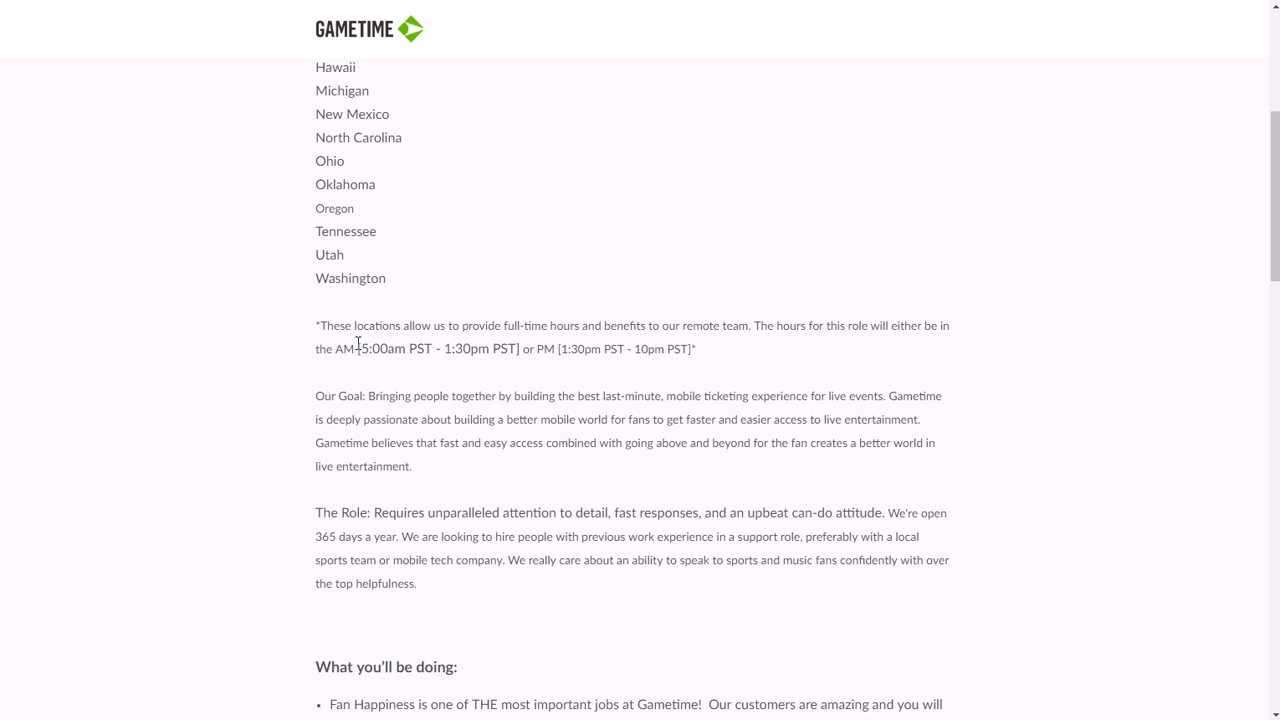 GAMETIME
Hawaii
Michigan
New Mexico
North Carolina
Ohio
Oklahoma
Oregon
Tennessee
Utah
Washington
*These locations allow us to provide full-time hours and benefits to our remote team. The hours for this role will either be in
the AM [5:00am PST - 1:30pm PST] or PM [1:30pm PST - 10pm PST]*
Our Goal: Bringing people together by building the best last-minute, mobile ticketing experience for live events. Gametime
is deeply passionate about building a better mobile world for fans to get faster and easier access to live entertainment.
Gametime believes that fast and easy access combined with going above and beyond for the fan creates a better world in
live entertainment.
The Role: Requires unparalleled attention to detail, fast responses, and an upbeat can-do attitude. We're open
365 days a year. We are looking to hire people with previous work experience in a support role, preferably with a local
sports team or mobile tech company. We really care about an ability to speak to sports and music fans confidently with over
the top helpfulness.
What you’ll be doing:
• Fan Happiness is one of THE most important jobs at Gametime!  Our customers are amazing and you will